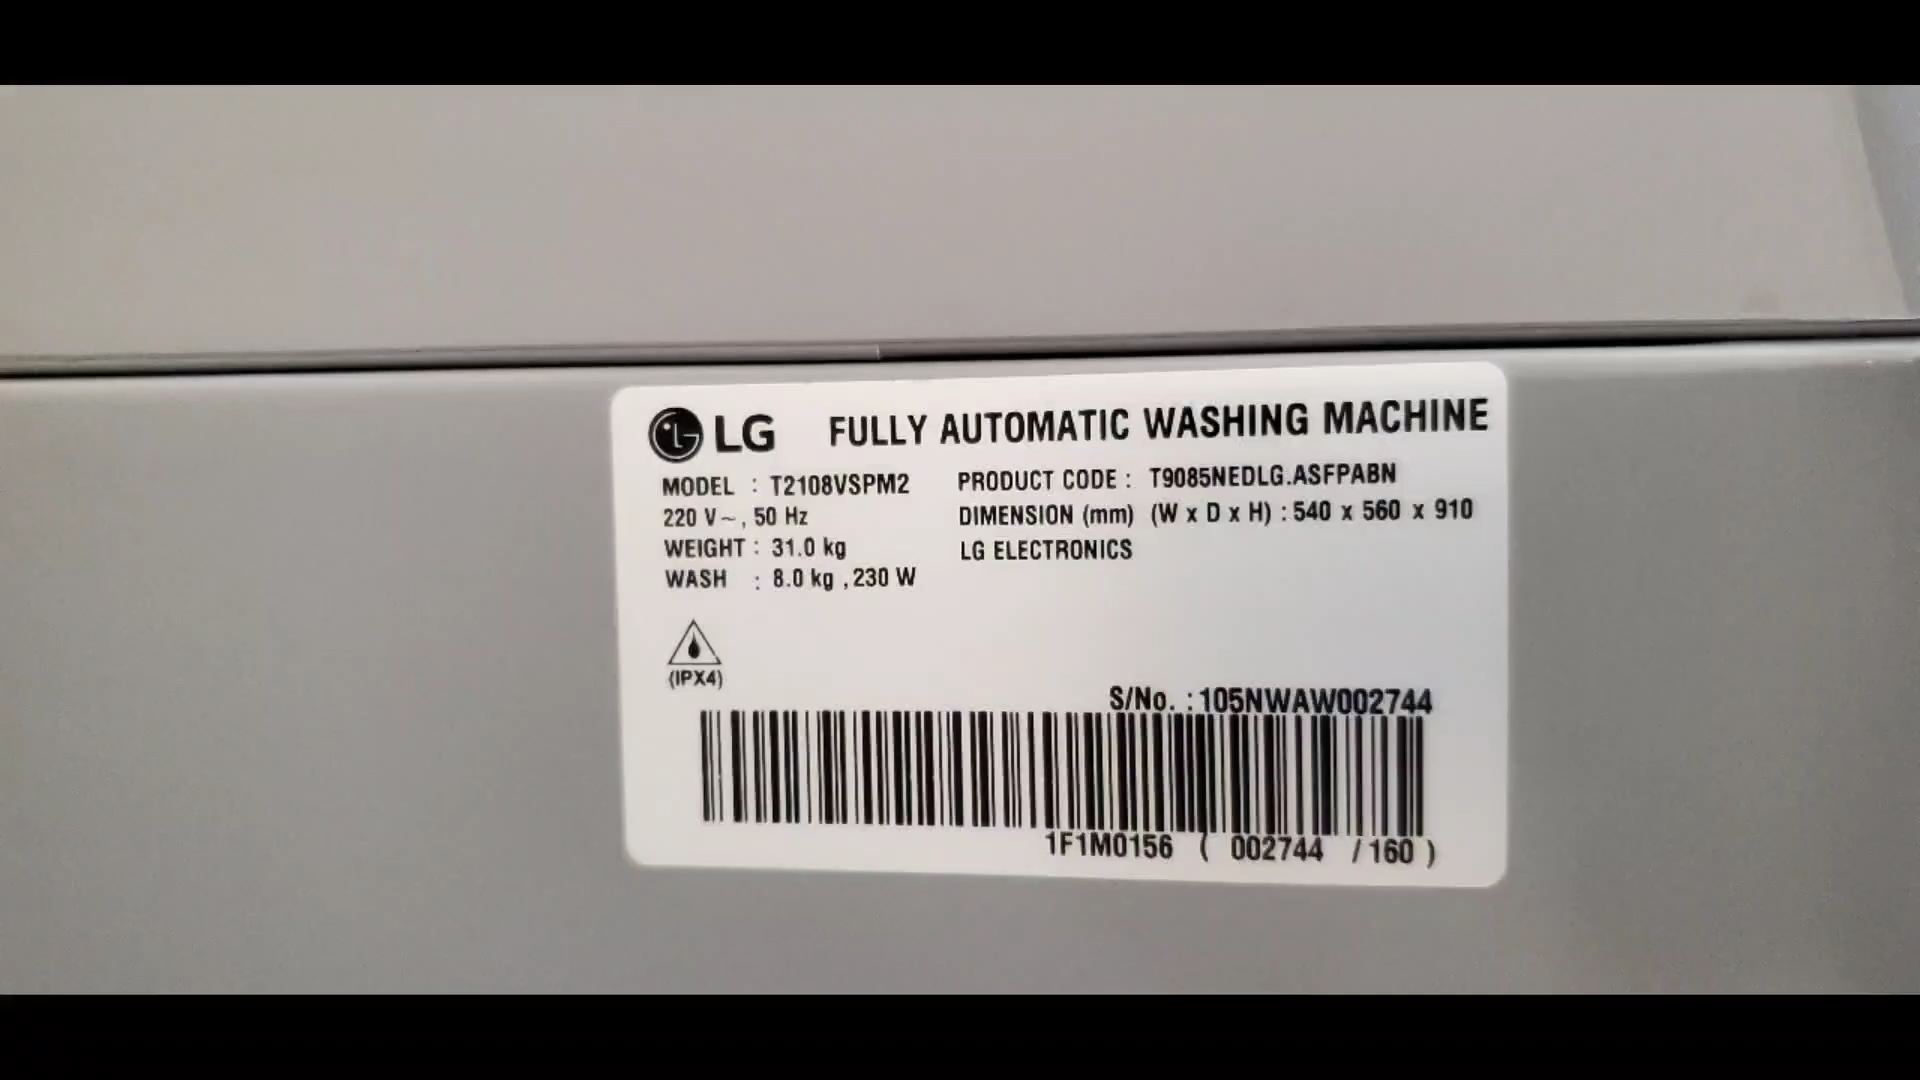 LG FULLY AUTOMATIC WASHING MACHINE
MODEL : T2108VSPM2
220 V~, 50 Hz
WEIGHT : 31.0 kg
WASH : 8.0 kg , 230 W
PRODUCT CODE : T9085NEDLG.ASFPABN
DIMENSION (mm) (W x D x H) : 540 x 560 x 910
LG ELECTRONICS
(IPX4)
S/No. : 105NWAW002744
1F1M0156 ( 002744 / 160 )